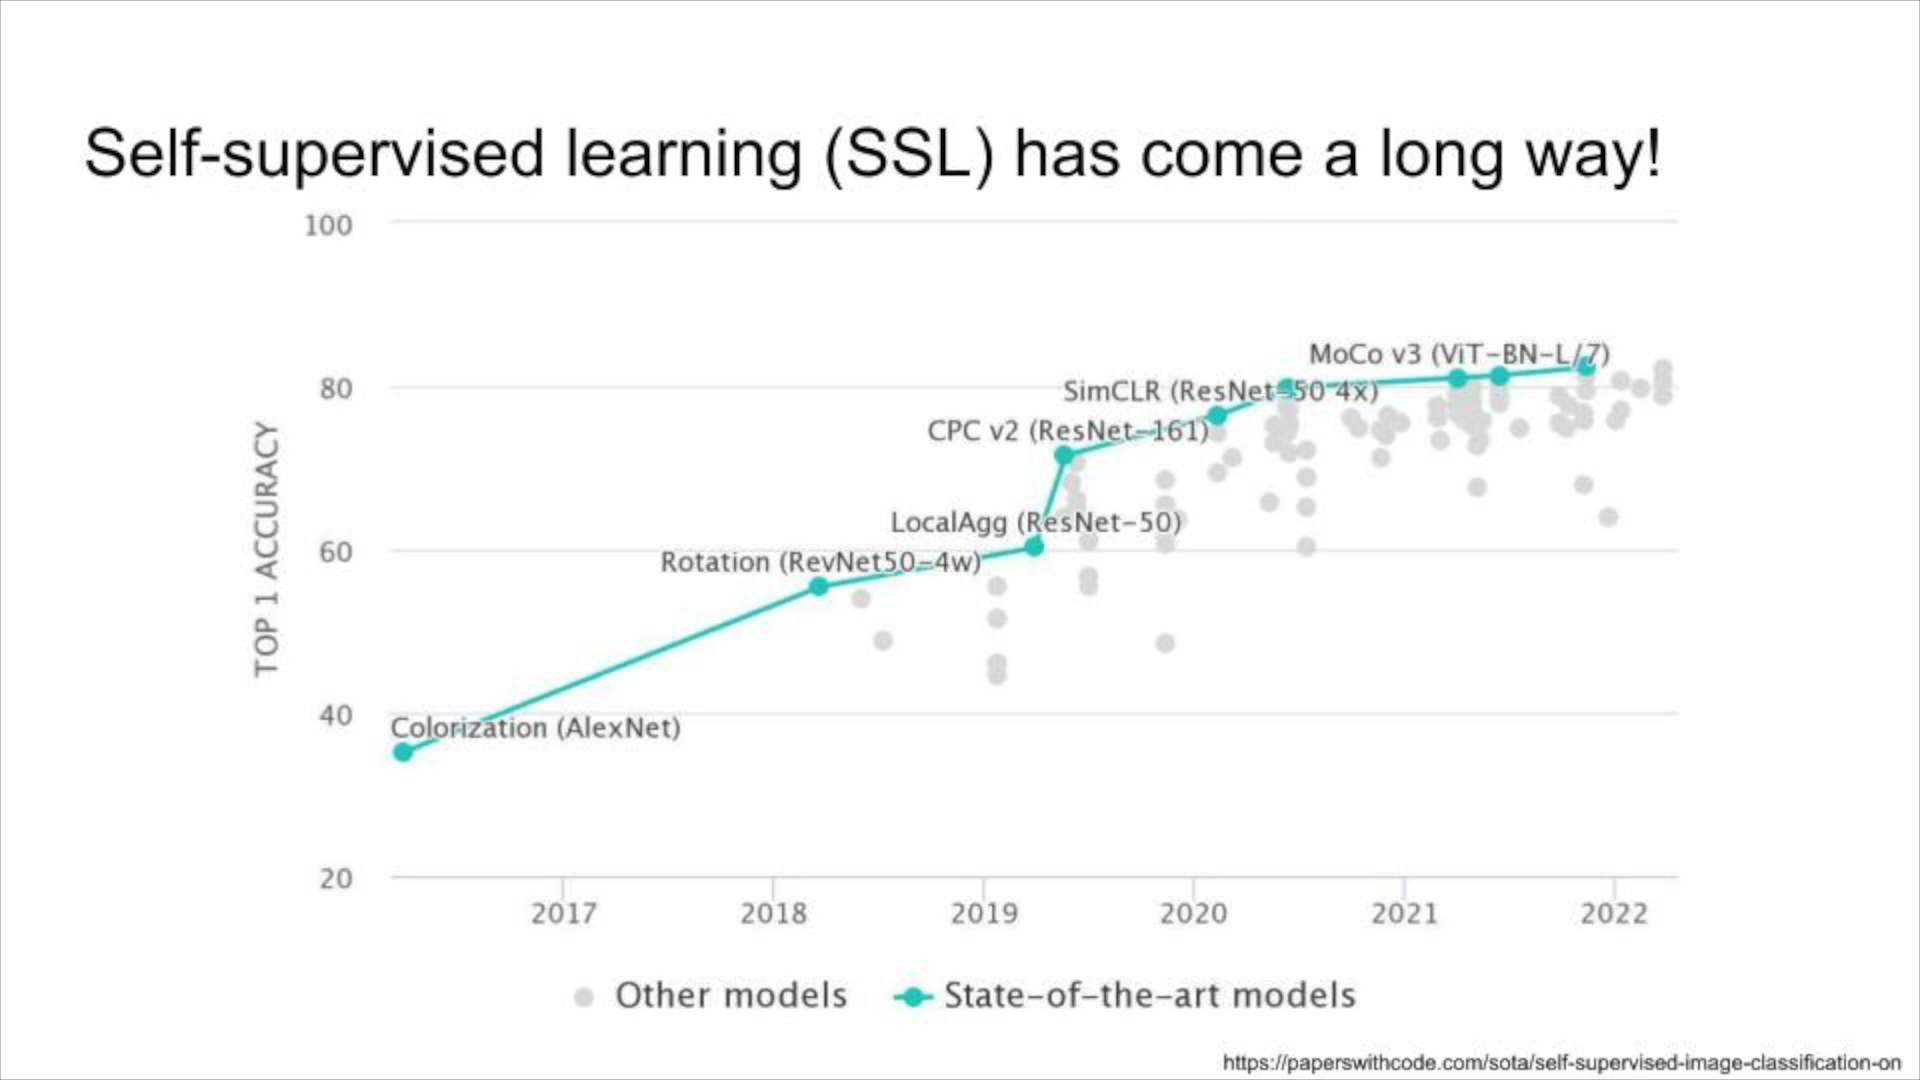 Self-supervised learning (SSL) has come a long way!
100
80
60
40
20
TOP 1 ACCURACY
MoCo v3 (ViT-BN-L/7)
SimCLR (ResNet-50 4x)
CPC v2 (ResNet-161)
LocalAgg (ResNet-50)
Rotation (RevNet50-4w)
Colorization (AlexNet)
2017 2018 2019 2020 2021 2022
Other models State-of-the-art models
https://paperswithcode.com/sota/self-supervised-image-classification-on